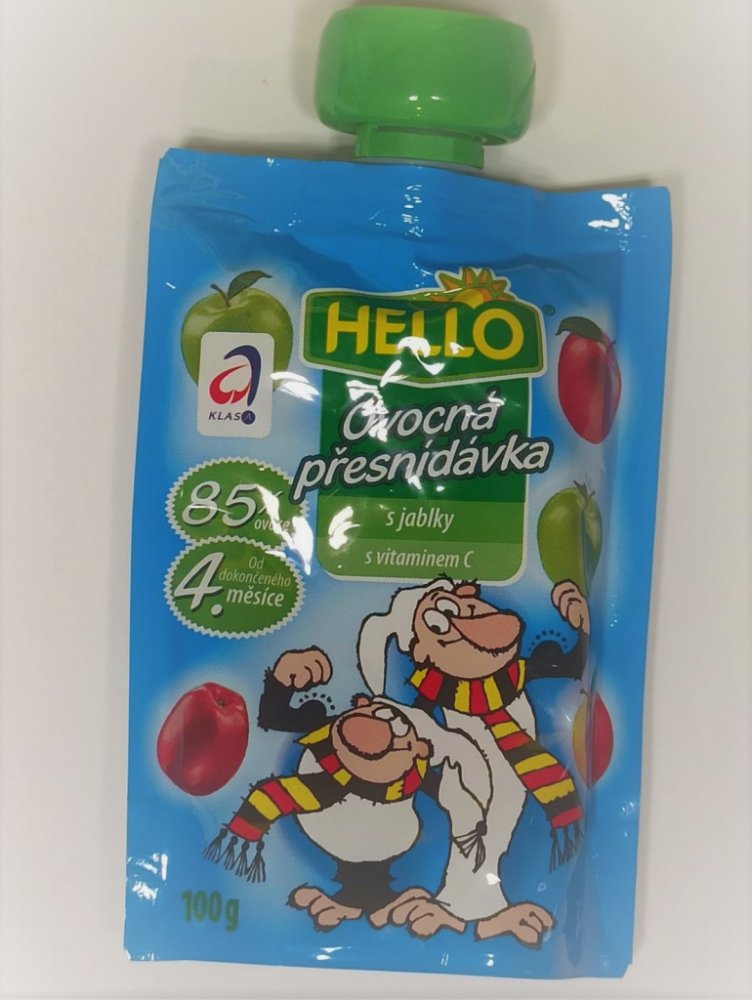 HELLO
®
KLASA
Ovocná
přesnídávka
85%
ovoce
s jablky
s vitaminem C
4.
Od
dokončeného
měsíce
100g